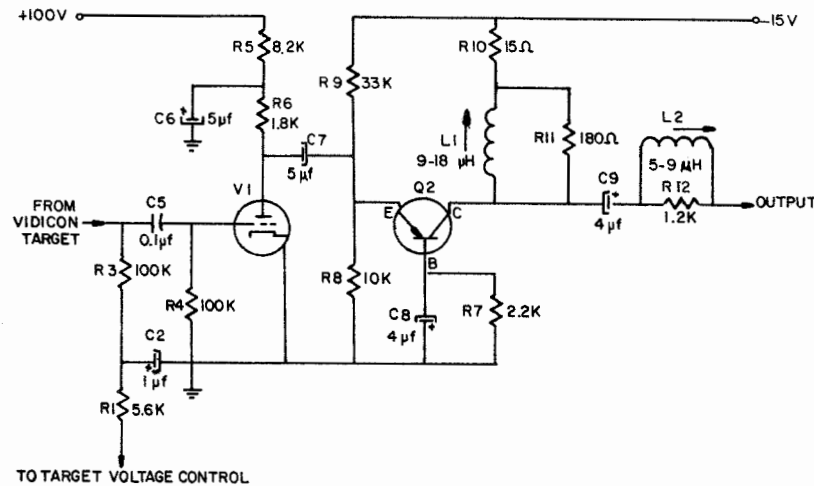 +100V
-15V
R5
8.2K
R10
15Ω
R9
33K
C6
+
5µf
R6
1.8K
C7
5µf
L1
9-18 µH
R11
180Ω
L2
5-9 µH
V1
Q2
E
C
B
C9
+
4µf
R12
1.2K
OUTPUT
FROM
VIDICON
TARGET
C5
0.1µf
R3
100K
R4
100K
R8
10K
C8
4µf
+
R7
2.2K
C2
+
1µf
R1
5.6K
TO TARGET VOLTAGE CONTROL